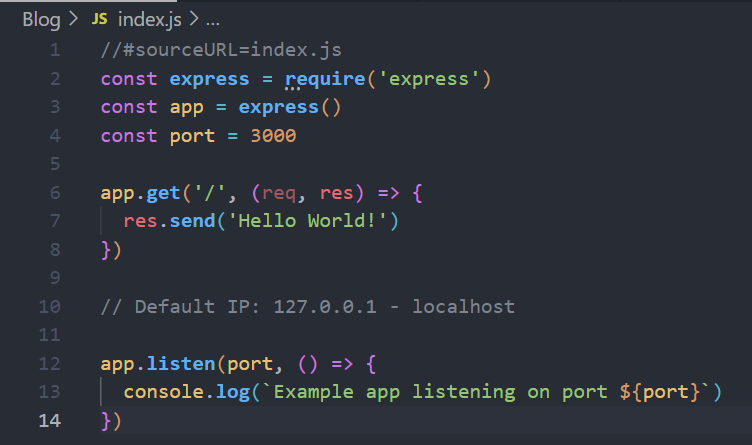 Blog > JS index.js > ...
1 //#sourceURL=index.js
2 const express = require('express')
3 const app = express()
4 const port = 3000
5
6 app.get('/', (req, res) => {
7   res.send('Hello World!')
8 })
9
10 // Default IP: 127.0.0.1 - localhost
11
12 app.listen(port, () => {
13   console.log(`Example app listening on port ${port}`)
14 })